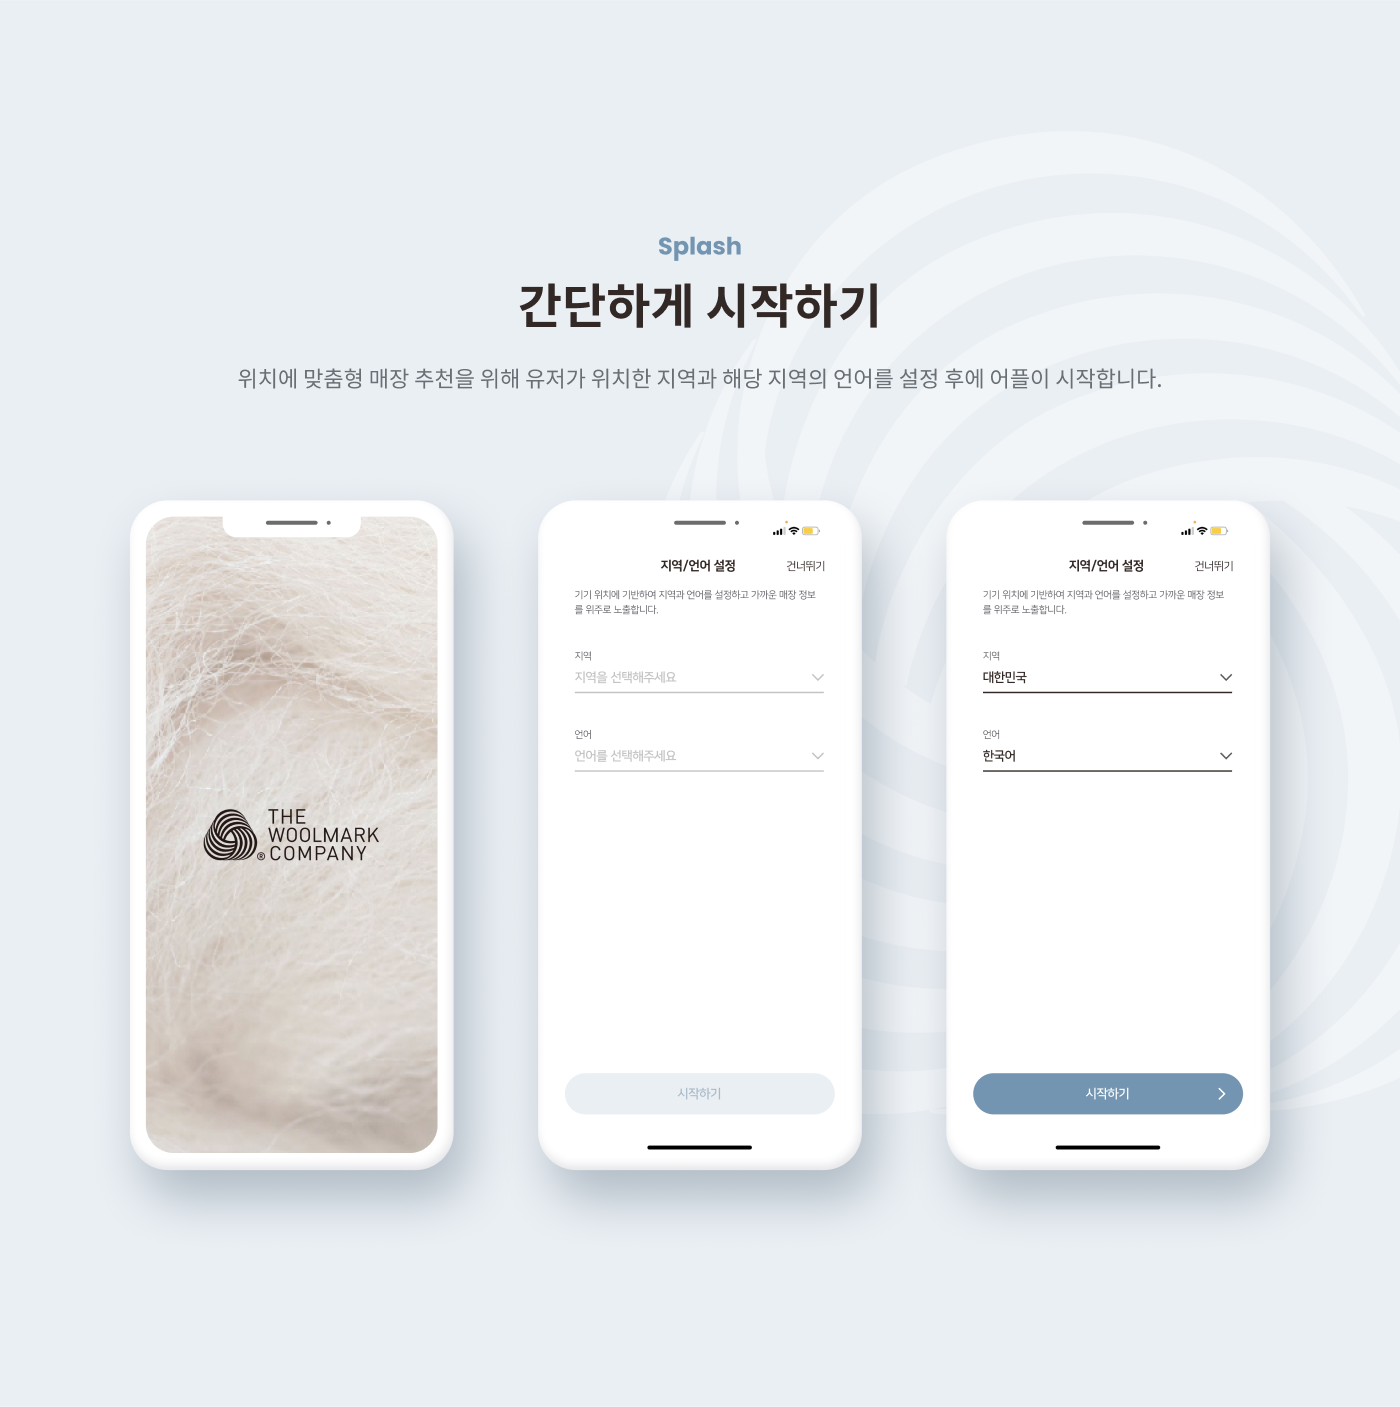 Splash
간단하게 시작하기
위치에 맞춤형 매장 추천을 위해 유저가 위치한 지역과 해당 지역의 언어를 설정 후에 어플이 시작합니다.
THE
WOOLMARK
® COMPANY
지역/언어 설정
건너뛰기
기기 위치에 기반하여 지역과 언어를 설정하고 가까운 매장 정보
를 위주로 노출합니다.
지역
지역을 선택해주세요
언어
언어를 선택해주세요
시작하기
지역/언어 설정
건너뛰기
기기 위치에 기반하여 지역과 언어를 설정하고 가까운 매장 정보
를 위주로 노출합니다.
지역
대한민국
언어
한국어
시작하기